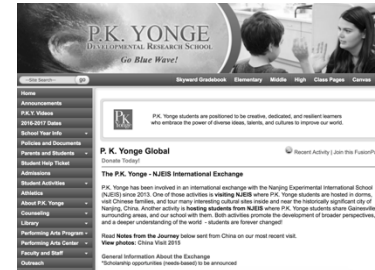 P.K. YONGE
DEVELOPMENTAL RESEARCH SCHOOL
Go Blue Wave!
- Site Search - go
Skyward Gradebook Elementary Middle High Class Pages Canvas
Home
Announcements
P.K.Y. Videos
2016-2017 Dates
School Year Info
Policies and Documents
Parents and Students
Student Help Ticket
Admissions
Student Activities
Athletics
About P.K. Yonge
Counseling
Library
Performing Arts Program
Performing Arts Center
Faculty and Staff
Outreach
P.K. Yonge students are positioned to be creative, dedicated, and resilient learners
who embrace the power of diverse ideas, talents, and cultures to improve our world.
P. K. Yonge Global
Recent Activity | Join this FusionP
Donate Today!
The P.K. Yonge - NJEIS International Exchange
P.K. Yonge has been involved in an international exchange with the Nanjing Experimental International School
(NJEIS) since 2013. One of those activities is visiting NJEIS where P.K. Yonge students are hosted in dorms,
visit Chinese families, and tour many interesting cultural sites inside and near the historically significant city of
Nanjing, China. Another activity is hosting students from NJEIS where P.K. Yonge students share Gainesville
surrounding areas, and our school with them. Both activities promote the development of broader perspectives,
and a deeper understanding of the world - students are forever changed!
Read Notes from the Journey below sent from China on our most recent visit.
View photos: China Visit 2015
General Information About the Exchange
*Scholarship opportunities (needs-based) to be announced